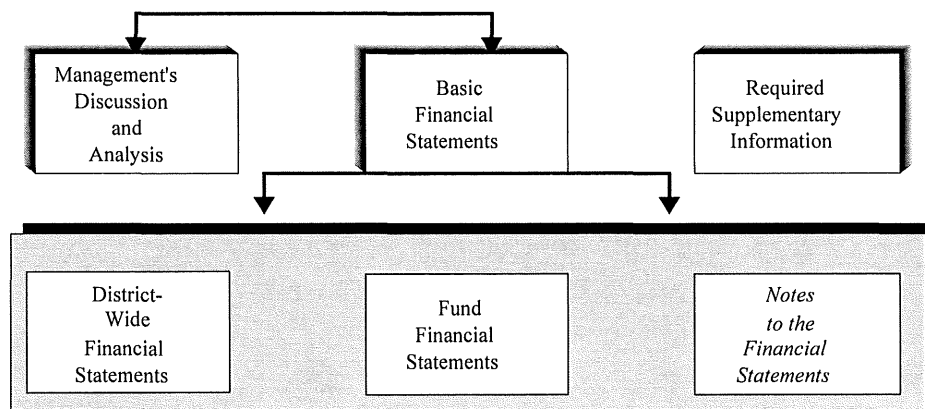 Management's
Discussion
and
Analysis
Basic
Financial
Statements
Required
Supplementary
Information
District-
Wide
Financial
Statements
Fund
Financial
Statements
Notes
to the
Financial
Statements